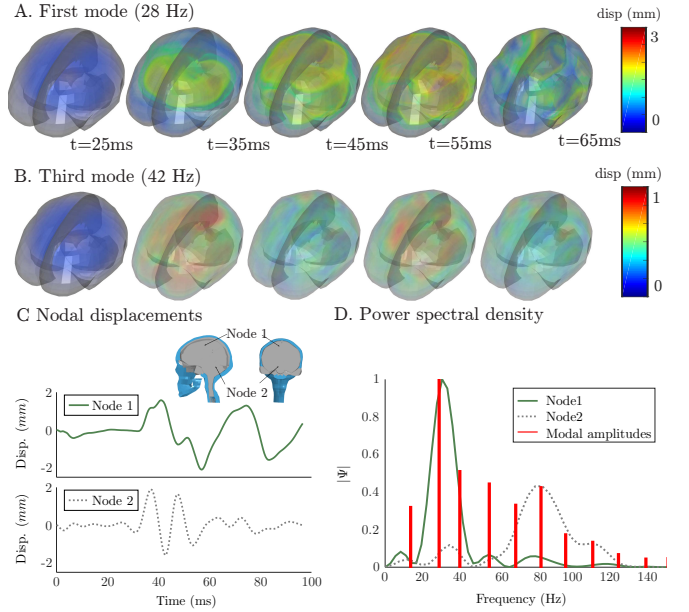 A. First mode (28 Hz)
disp (mm)
3
0
t=25ms
t=35ms
t=45ms
t=55ms
t=65ms
B. Third mode (42 Hz)
disp (mm)
1
0
C Nodal displacements
D. Power spectral density
Node 1
Node 2
2
0
-2
Disp. (mm)
Node 1
2
0
-2
Disp. (mm)
Node 2
0 20 40 60 80 100
Time (ms)
1
0.8
0.6
0.4
0.2
0
|Ψ|
Node1
Node2
Modal amplitudes
0 20 40 60 80 100 120 140
Frequency (Hz)